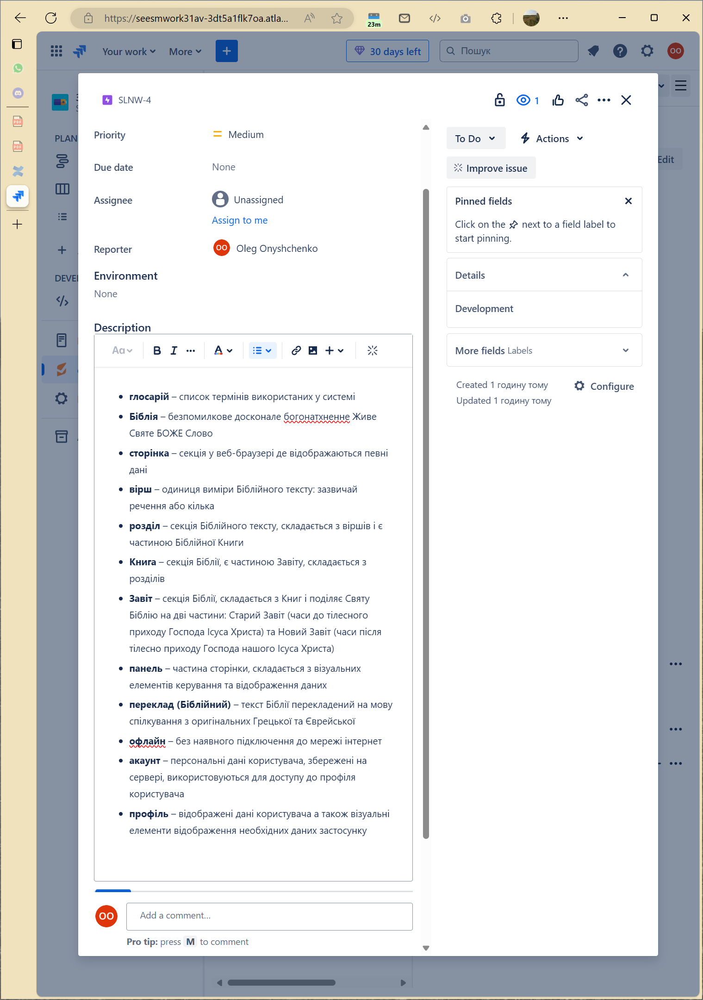 https://seesmwork31av-3dt5a1flk7oa.atla...
23m
Your work
More
30 days left
Пошук
OO
SLNW-4
1
PLAN
DEVE
Edit
Priority
Medium
Due date
None
Assignee
Unassigned
Assign to me
Reporter
OO
Oleg Onyshchenko
Environment
None
Description
Aa
B I
A
глосарій – список термінів використаних у системі
Біблія – безпомилкове досконале богонатхненне Живе
Святе БОЖЕ Слово
сторінка – секція у веб-браузері де відображаються певні
дані
вірш – одиниця виміри Біблійного тексту: зазвичай
речення або кілька
розділ – секція Біблійного тексту, складається з віршів і є
частиною Біблійної Книги
Книга – секція Біблії, є частиною Завіту, складається з
розділів
Завіт – секція Біблії, складається з Книг і поділяє Святу
Біблію на дві частини: Старий Завіт (часи до тілесного
приходу Господа Ісуса Христа) та Новий Завіт (часи після
тілесно приходу Господа нашого Ісуса Христа)
панель – частина сторінки, складається з візуальних
елементів керування та відображення даних
переклад (Біблійний) – текст Біблії перекладений на мову
спілкування з оригінальних Грецької та Єврейської
офлайн – без наявного підключення до мережі інтернет
акаунт – персональні дані користувача, збережені на
сервері, використовуються для доступу до профіля
користувача
профіль – відображені дані користувача а також візуальні
елементи відображення необхідних даних застосунку
OO
Add a comment...
Pro tip: press M to comment
To Do
Actions
Improve issue
Pinned fields
Click on the next to a field label to
start pinning.
Details
Development
More fields Labels
Created 1 годину тому
Updated 1 годину тому
Configure
PDF
PDF